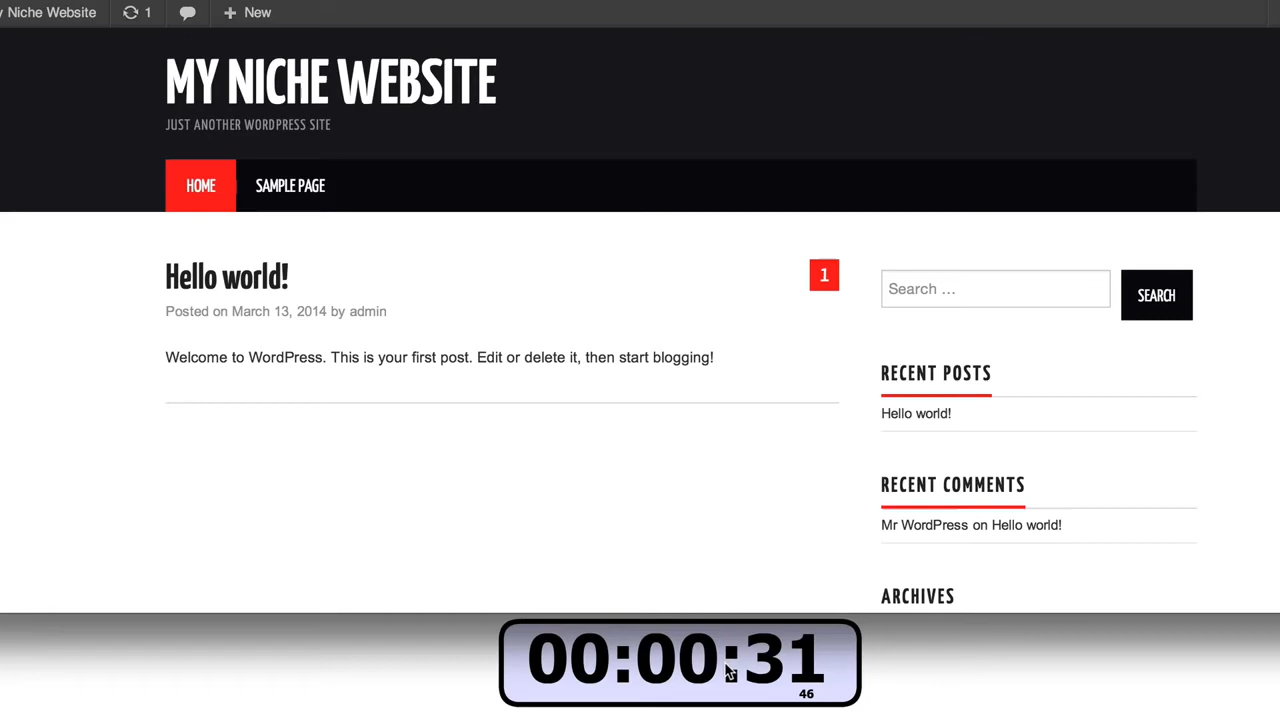 y Niche Website 1 New
MY NICHE WEBSITE
JUST ANOTHER WORDPRESS SITE
HOME SAMPLE PAGE
Hello world!
1
Posted on March 13, 2014 by admin
Welcome to WordPress. This is your first post. Edit or delete it, then start blogging!
Search …
SEARCH
RECENT POSTS
Hello world!
RECENT COMMENTS
Mr WordPress on Hello world!
ARCHIVES
00:00:31
46